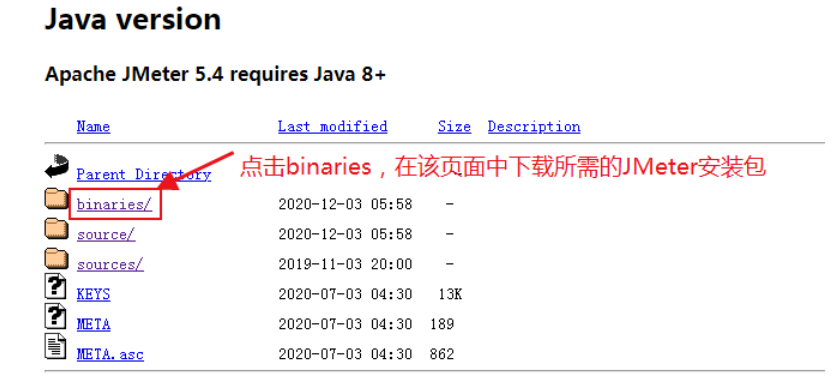 Java version
Apache JMeter 5.4 requires Java 8+
Name Last modified Size Description
Parent Directory -
点击binaries，在该页面中下载所需的JMeter安装包
binaries/ 2020-12-03 05:58 -
source/ 2020-12-03 05:58 -
sources/ 2019-11-03 20:00 -
KEYS 2020-07-03 04:30 13K
META 2020-07-03 04:30 189
META.asc 2020-07-03 04:30 862